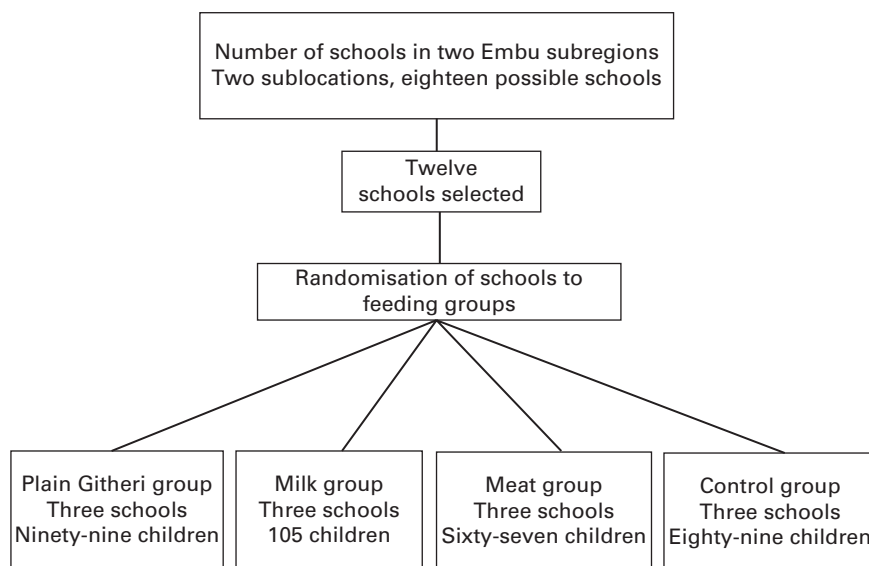 Number of schools in two Embu subregions
Two sublocations, eighteen possible schools
Twelve
schools selected
Randomisation of schools to
feeding groups
Plain Githeri group
Three schools
Ninety-nine children
Milk group
Three schools
105 children
Meat group
Three schools
Sixty-seven children
Control group
Three schools
Eighty-nine children